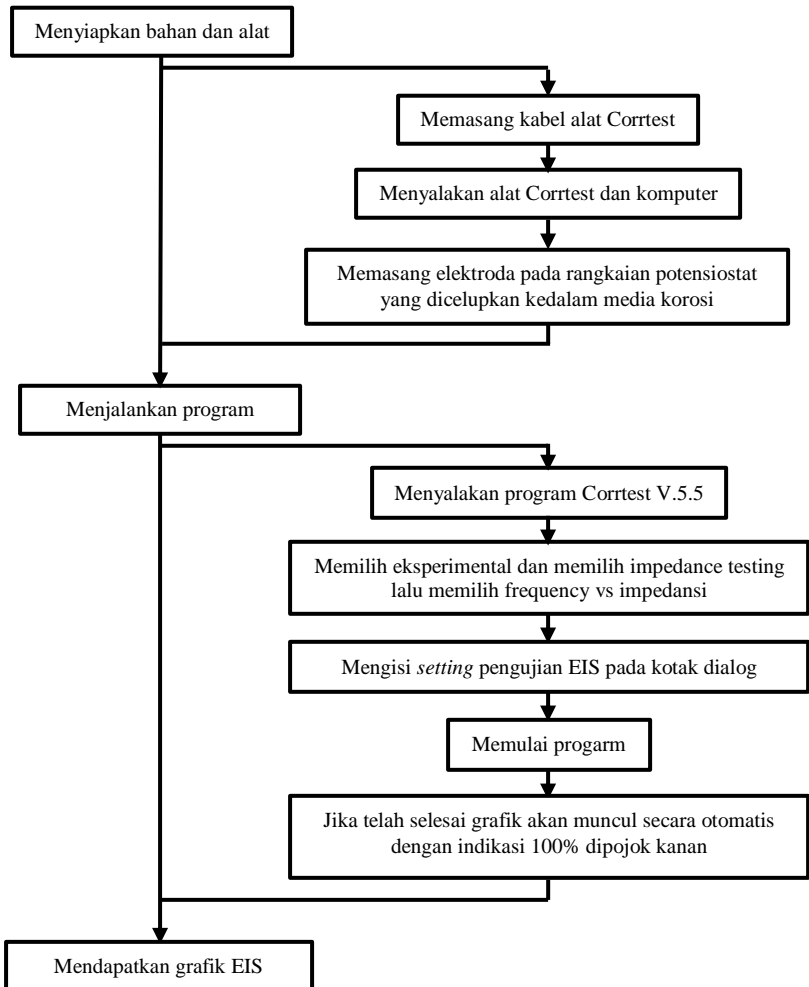 Menyiapkan bahan dan alat
Memasang kabel alat Corrtest
Menyalakan alat Corrtest dan komputer
Memasang elektroda pada rangkaian potensiostat
yang dicelupkan kedalam media korosi
Menjalankan program
Menyalakan program Corrtest V.5.5
Memilih eksperimental dan memilih impedance testing
lalu memilih frequency vs impedansi
Mengisi setting pengujian EIS pada kotak dialog
Memulai progarm
Jika telah selesai grafik akan muncul secara otomatis
dengan indikasi 100% dipojok kanan
Mendapatkan grafik EIS